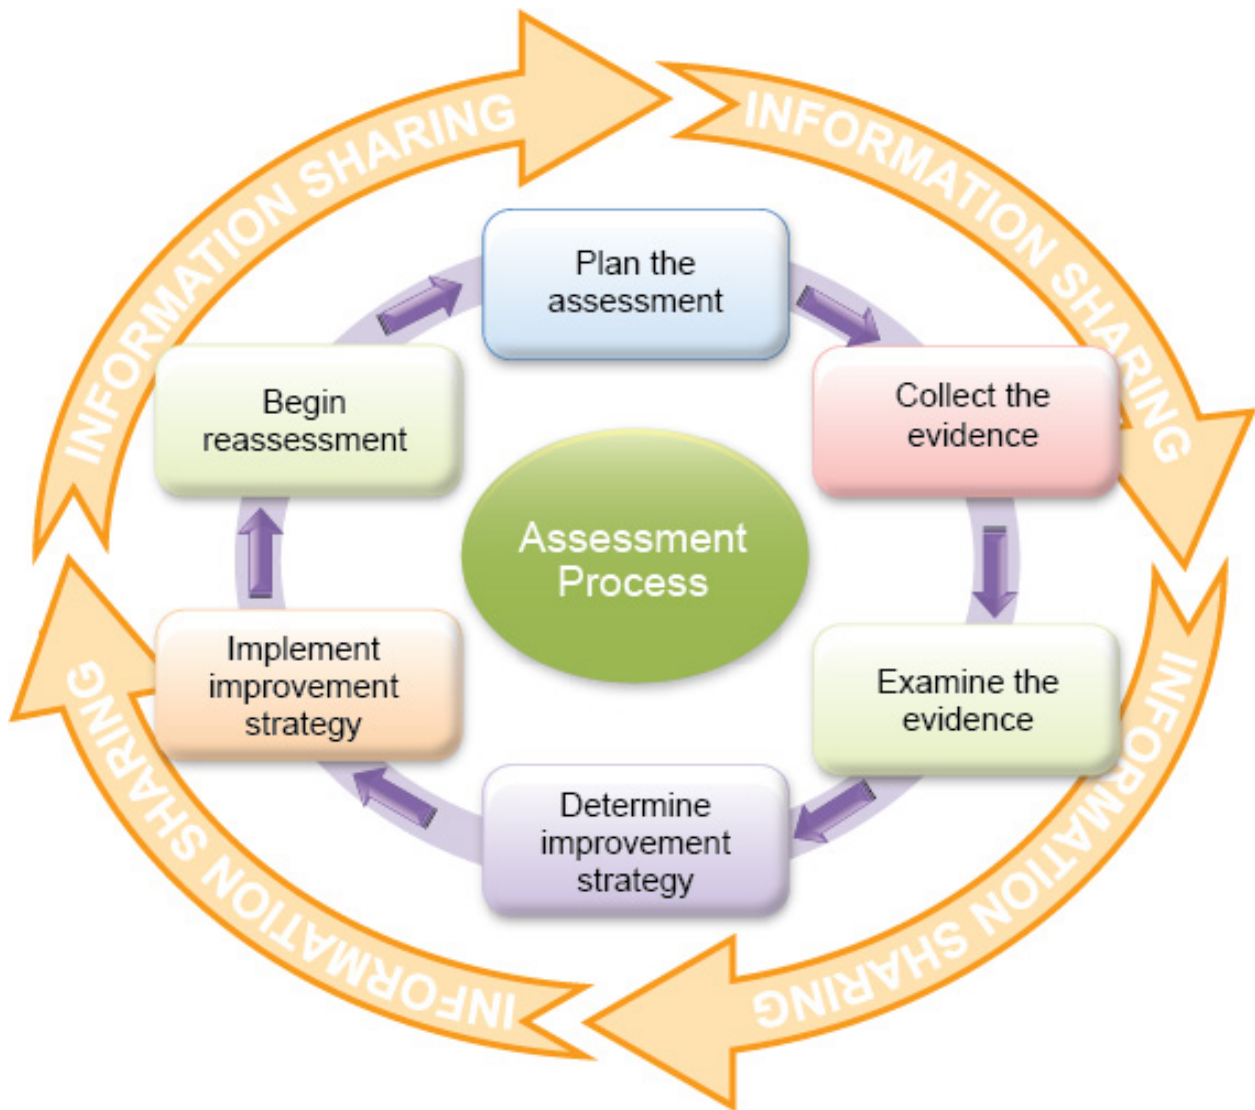 INFORMATION SHARING
INFORMATION SHARING
Plan the
assessment
Collect the
evidence
Begin
reassessment
Assessment
Process
Implement
improvement
strategy
Examine the
evidence
Determine
improvement
strategy
INFORMATION SHARING
INFORMATION SHARING